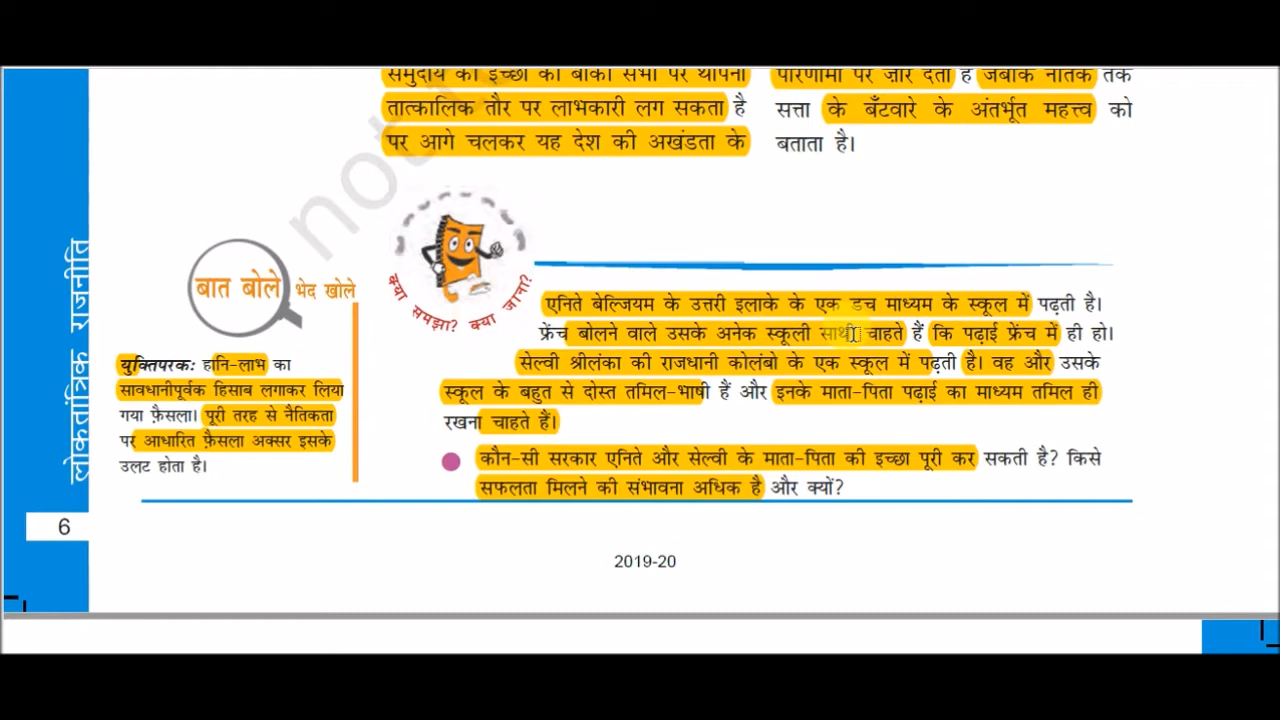 समुदाय की इच्छा को बाकी सभी पर थोपना
तात्कालिक तौर पर लाभकारी लग सकता है
पर आगे चलकर यह देश की अखंडता के
परिणामों पर ज़ोर देता है जबकि नैतिक तर्क
सत्ता के बँटवारे के अंतर्भूत महत्त्व को
बताता है।
not
लोकतांत्रिक राजनीति
बात बोले भेद खोले
युक्तिपरकः हानि-लाभ का
सावधानीपूर्वक हिसाब लगाकर लिया
गया फ़ैसला। पूरी तरह से नैतिकता
पर आधारित फ़ैसला अक्सर इसके
उलट होता है।
क्या समझा? क्या जाना?
एनिते बेल्जियम के उत्तरी इलाके के एक डच माध्यम के स्कूल में पढ़ती है।
फ्रेंच बोलने वाले उसके अनेक स्कूली साथी चाहते हैं कि पढ़ाई फ्रेंच में ही हो।
सेल्वी श्रीलंका की राजधानी कोलंबो के एक स्कूल में पढ़ती है। वह और उसके
स्कूल के बहुत से दोस्त तमिल-भाषी हैं और इनके माता-पिता पढ़ाई का माध्यम तमिल ही
रखना चाहते हैं।
कौन-सी सरकार एनिते और सेल्वी के माता-पिता की इच्छा पूरी कर सकती है? किसे
सफलता मिलने की संभावना अधिक है और क्यों?
6
2019-20